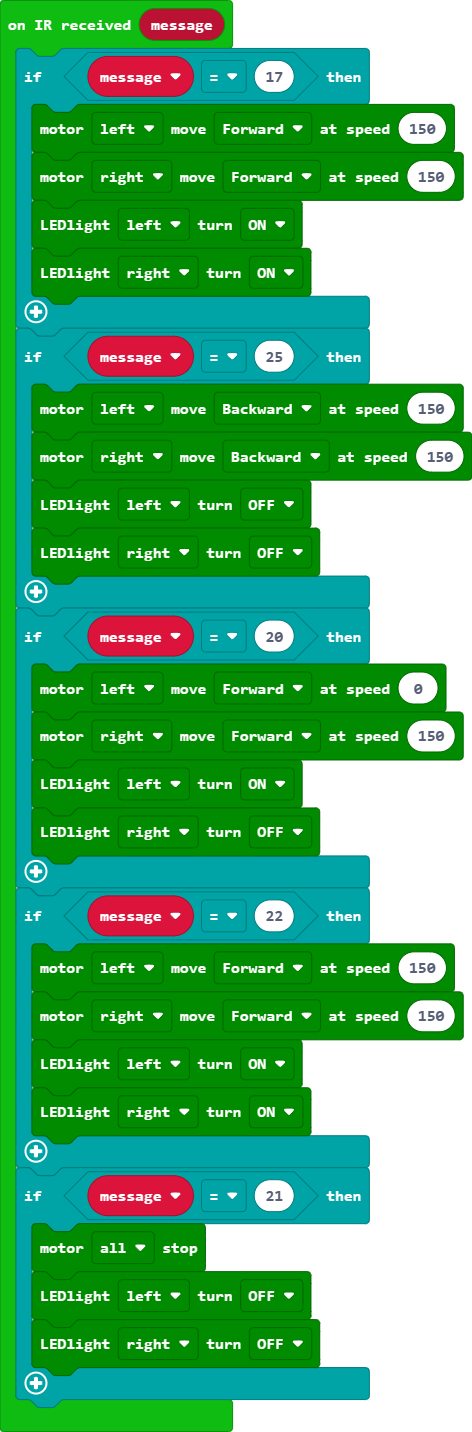 on IR received message
if message = 17 then
motor left move Forward at speed 150
motor right move Forward at speed 150
LEDlight left turn ON
LEDlight right turn ON
if message = 25 then
motor left move Backward at speed 150
motor right move Backward at speed 150
LEDlight left turn OFF
LEDlight right turn OFF
if message = 20 then
motor left move Forward at speed 0
motor right move Forward at speed 150
LEDlight left turn ON
LEDlight right turn OFF
if message = 22 then
motor left move Forward at speed 150
motor right move Forward at speed 150
LEDlight left turn ON
LEDlight right turn ON
if message = 21 then
motor all stop
LEDlight left turn OFF
LEDlight right turn OFF